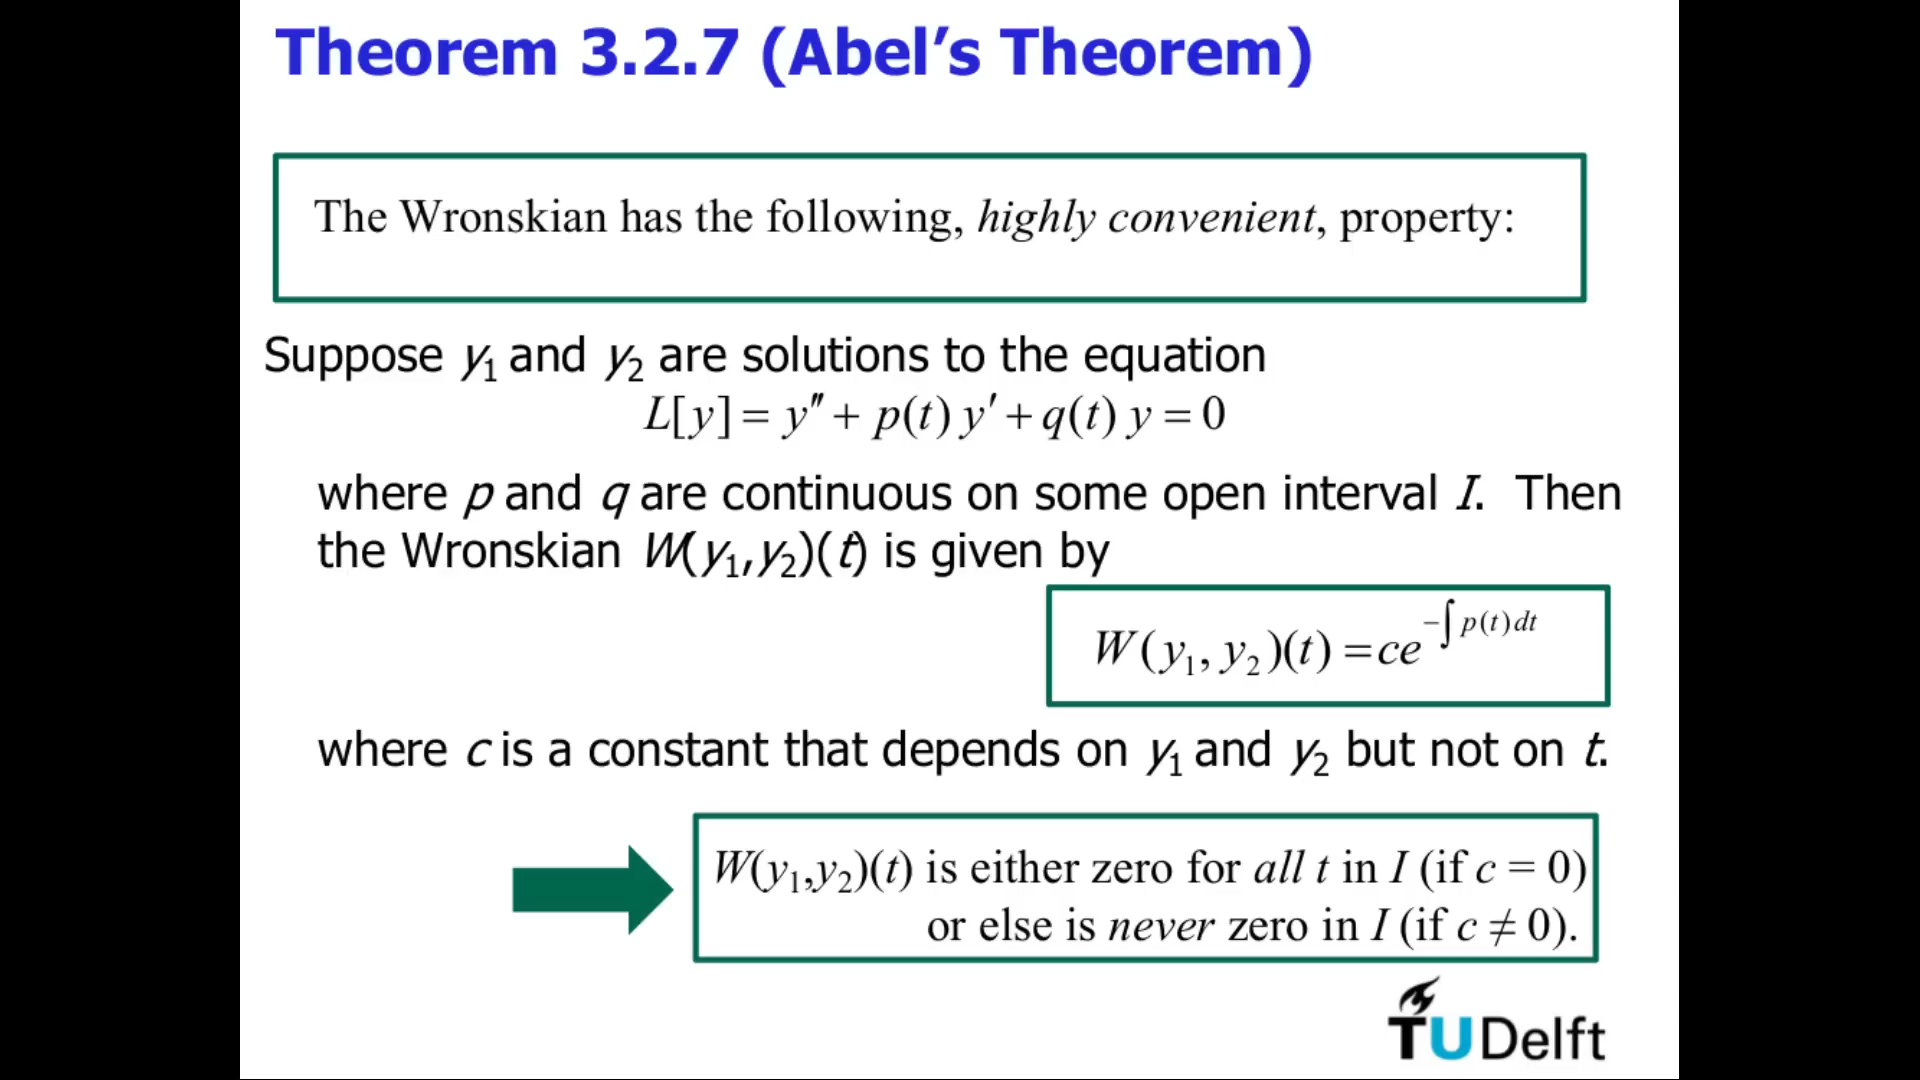 Theorem 3.2.7 (Abel’s Theorem)
The Wronskian has the following, highly convenient, property:
Suppose y₁ and y₂ are solutions to the equation
L[y] = y″ + p(t) y′ + q(t) y = 0
where p and q are continuous on some open interval I. Then
the Wronskian W(y₁,y₂)(t) is given by
W(y₁, y₂)(t) = ce^(−∫p(t)dt)
where c is a constant that depends on y₁ and y₂ but not on t.
W(y₁,y₂)(t) is either zero for all t in I (if c = 0)
or else is never zero in I (if c ≠ 0).
TU Delft